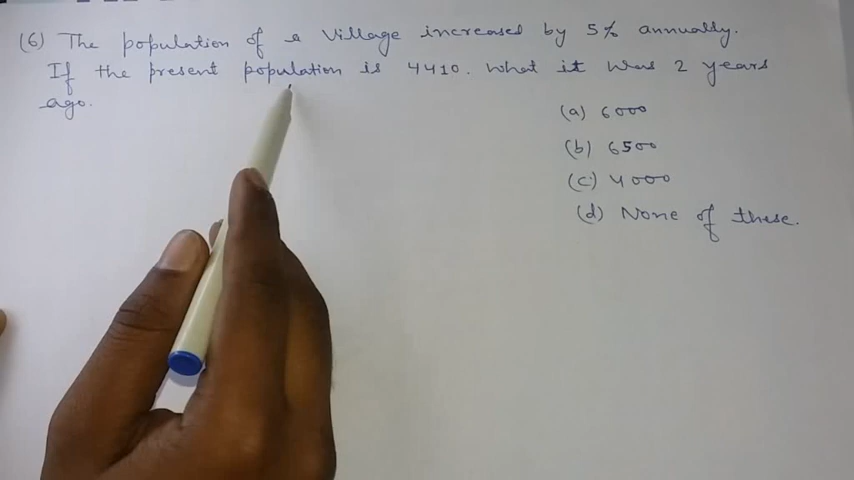 (6) The population of a Village increased by 5% annually.
If the present population is 4410. What it was 2 years
ago.
(a) 6000
(b) 6500
(c) 4000
(d) None of these.